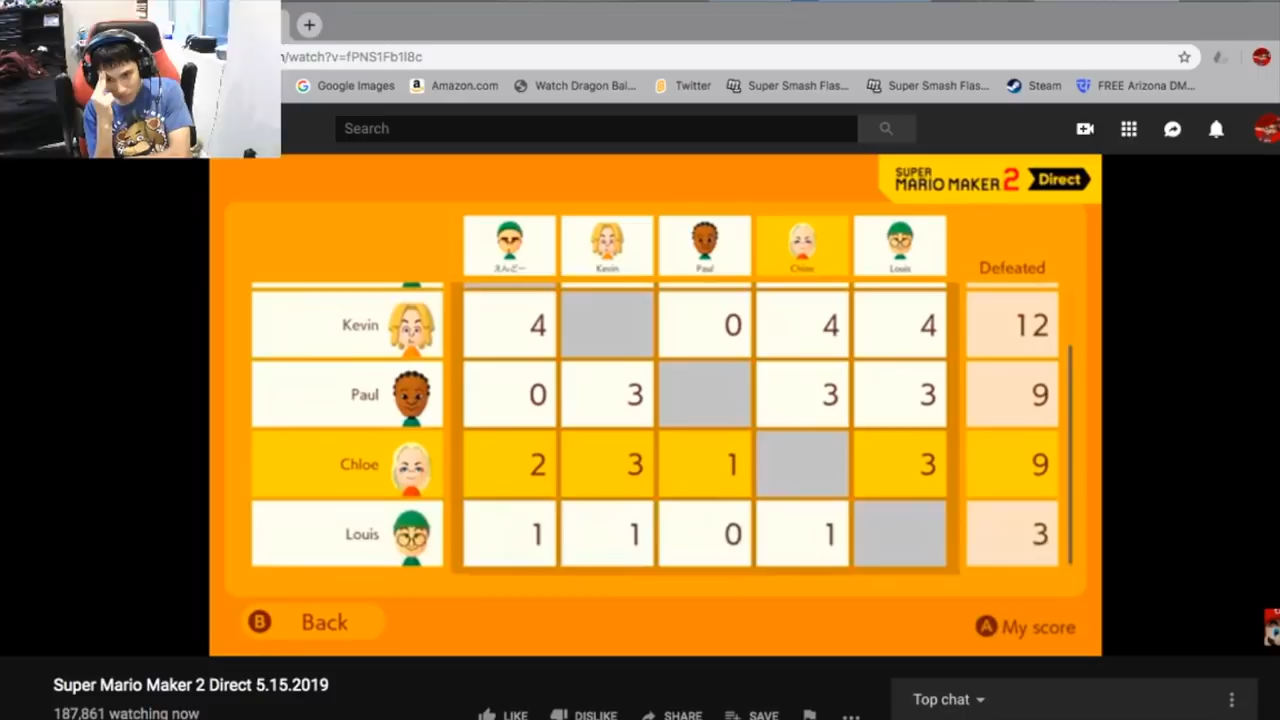 +
/watch?v=fPNS1Fb1l8c
Google Images
Amazon.com
Watch Dragon Bal...
Twitter
Super Smash Flas...
Super Smash Flas...
Steam
FREE Arizona DM...
Search
SUPER MARIO MAKER 2 Direct
えんどー Kevin Paul Chloe Louis Defeated
Kevin 4 0 4 4 12
Paul 0 3 3 3 9
Chloe 2 3 1 3 9
Louis 1 1 0 1 3
B Back
A My score
Super Mario Maker 2 Direct 5.15.2019
187,861 watching now
LIKE DISLIKE SHARE SAVE
Top chat